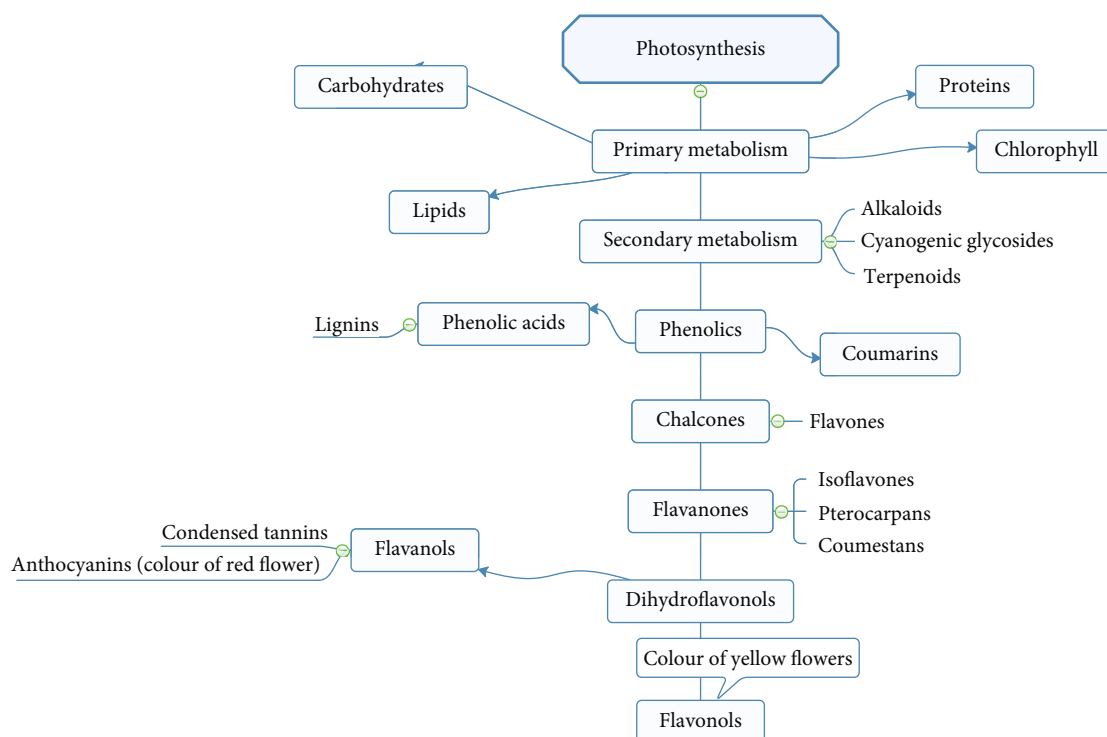 Photosynthesis
Carbohydrates
Proteins
Primary metabolism
Chlorophyll
Lipids
Secondary metabolism
Alkaloids
Cyanogenic glycosides
Terpenoids
Lignins
Phenolic acids
Phenolics
Coumarins
Chalcones
Flavones
Flavanones
Isoflavones
Pterocarpans
Coumestans
Condensed tannins
Anthocyanins (colour of red flower)
Flavanols
Dihydroflavonols
Colour of yellow flowers
Flavonols